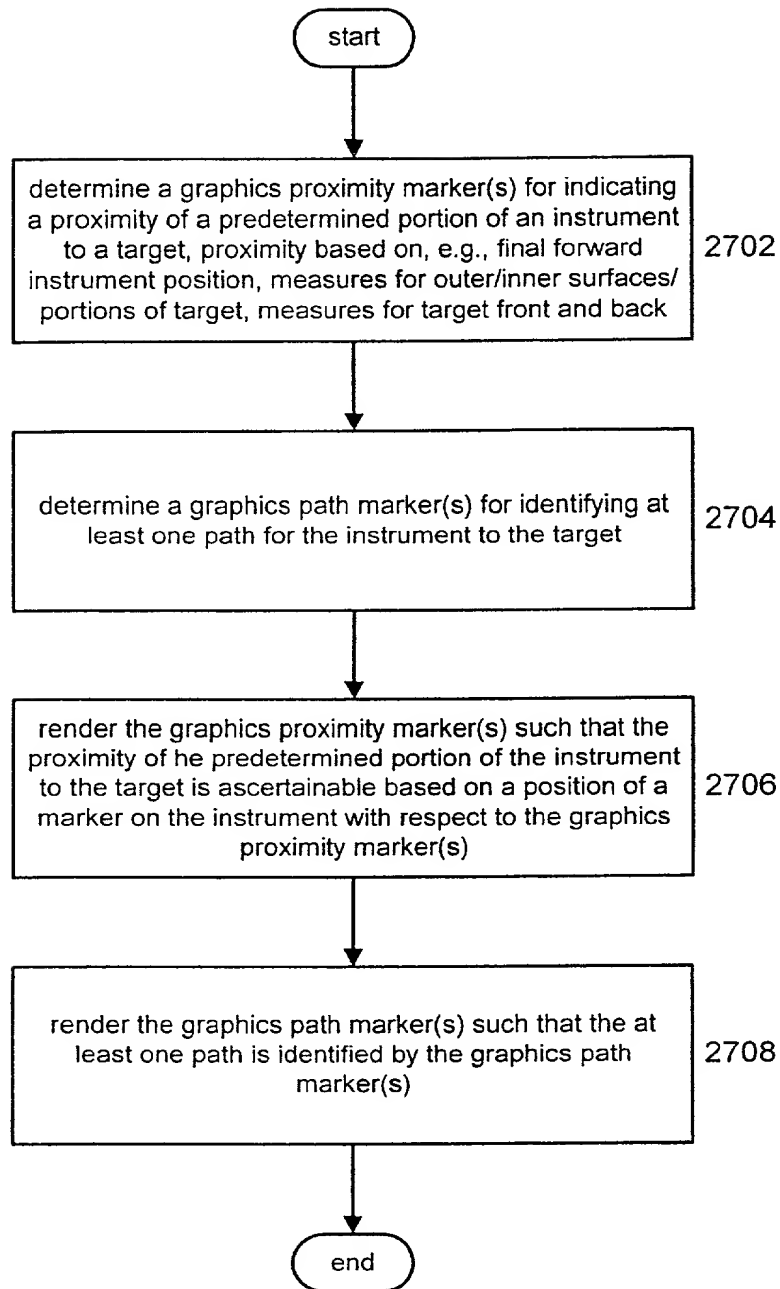 start
determine a graphics proximity marker(s) for indicating
a proximity of a predetermined portion of an instrument
to a target, proximity based on, e.g., final forward
instrument position, measures for outer/inner surfaces/
portions of target, measures for target front and back
2702
determine a graphics path marker(s) for identifying at
least one path for the instrument to the target
2704
render the graphics proximity marker(s) such that the
proximity of he predetermined portion of the instrument
to the target is ascertainable based on a position of a
marker on the instrument with respect to the graphics
proximity marker(s)
2706
render the graphics path marker(s) such that the at
least one path is identified by the graphics path
marker(s)
2708
end